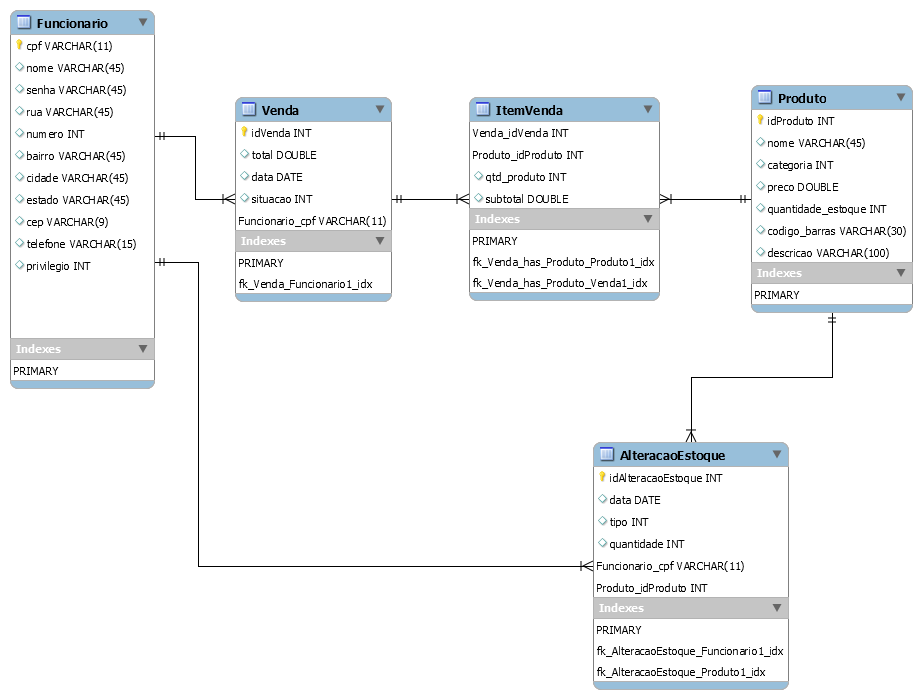 Funcionario
cpf VARCHAR(11)
nome VARCHAR(45)
senha VARCHAR(45)
rua VARCHAR(45)
numero INT
bairro VARCHAR(45)
cidade VARCHAR(45)
estado VARCHAR(45)
cep VARCHAR(9)
telefone VARCHAR(15)
privilegio INT
Indexes
PRIMARY
Venda
idVenda INT
total DOUBLE
data DATE
situacao INT
Funcionario_cpf VARCHAR(11)
Indexes
PRIMARY
fk_Venda_Funcionario1_idx
ItemVenda
Venda_idVenda INT
Produto_idProduto INT
qtd_produto INT
subtotal DOUBLE
Indexes
PRIMARY
fk_Venda_has_Produto_Produto1_idx
fk_Venda_has_Produto_Venda1_idx
Produto
idProduto INT
nome VARCHAR(45)
categoria INT
preco DOUBLE
quantidade_estoque INT
codigo_barras VARCHAR(30)
descricao VARCHAR(100)
Indexes
PRIMARY
AlteracaoEstoque
idAlteracaoEstoque INT
data DATE
tipo INT
quantidade INT
Funcionario_cpf VARCHAR(11)
Produto_idProduto INT
Indexes
PRIMARY
fk_AlteracaoEstoque_Funcionario1_idx
fk_AlteracaoEstoque_Produto1_idx